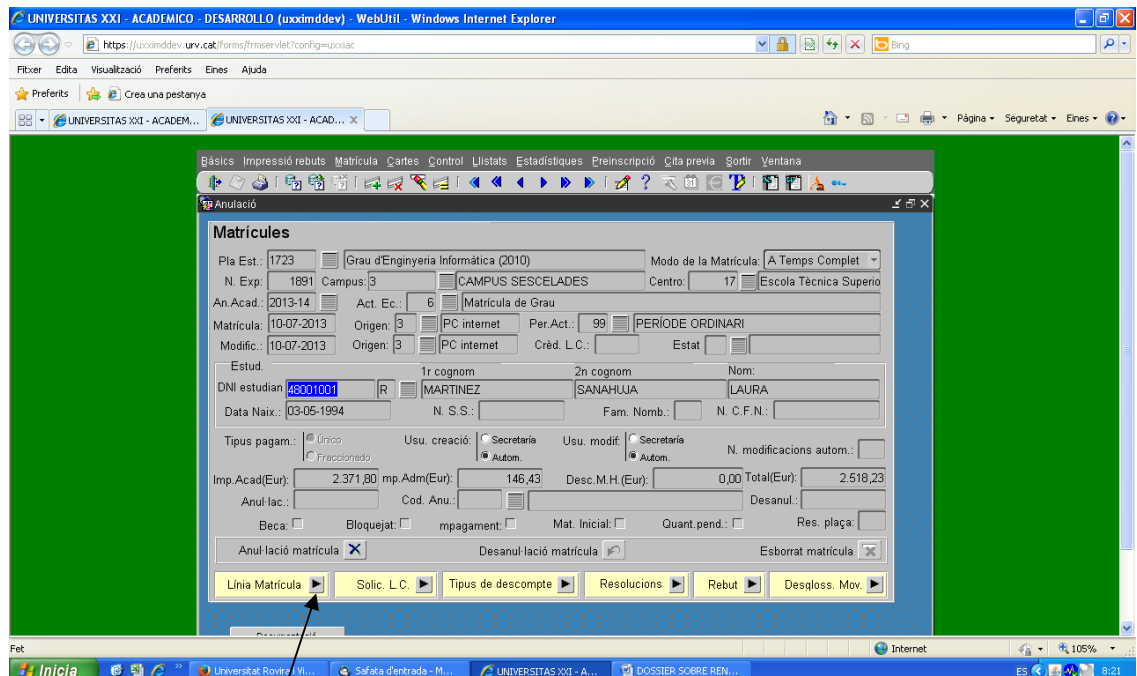 UNIVERSITAS XXI - ACADEMICO - DESARROLLO (uxximddev) - WebUtil - Windows Internet Explorer
https://uxximddev.urv.cat/forms/frmservlet?config=uxxiac
Bing
Fitxer Edita Visualització Preferits Eines Ajuda
Preferits Crea una pestanya
UNIVERSITAS XXI - ACADEM... UNIVERSITAS XXI - ACAD... X Pàgina Seguretat Eines
Bàsics Impressió rebuts Matrícula Cartes Control Llistats Estadístiques Preinscripció Cita previa Sortir Ventana
Anulació
Matrícules
Pla Est.: 1723 Grau d'Enginyeria Informàtica (2010) Modo de la Matrícula: A Temps Complet
N. Exp: 1891 Campus: 3 CAMPUS SESCELADES Centro: 17 Escola Tècnica Superio
An.Acad.: 2013-14 Act. Ec.: 6 Matrícula de Grau
Matrícula: 10-07-2013 Origen: 3 PC internet Per.Act.: 99 PERÍODE ORDINARI
Modific.: 10-07-2013 Origen: 3 PC internet Crèd. L.C.: Estat
Estud. 1r cognom 2n cognom Nom:
DNI estudian 48001001 R MARTINEZ SANAHUJA LAURA
Data Naix.: 03-05-1994 N. S.S.: Fam. Nomb.: N. C.F.N.:
Tipus pagam.: Único Usu. creació: Secretaría Usu. modif: Secretaría N. modificacions autom.:
Fraccionado Autom. Autom.
Imp.Acad(Eur): 2.371,80 mp.Adm(Eur): 146,43 Desc.M.H.(Eur): 0,00 Total(Eur): 2.518,23
Anul·lac.: Cod. Anu.: Desanul.:
Beca: Bloquejat: mpagament: Mat. Inicial: Quant.pend.: Res. plaça:
Anul·lació matrícula Desanul·lació matrícula Esborrat matrícula
Línia Matrícula Solic. L.C. Tipus de descompte Resolucions Rebut Desgloss. Mov.
Fet Internet 105%
Inicia Universitat Rovira i Vi... Safata d'entrada - M... UNIVERSITAS XXI - A... DOSSIER SOBRE REN... ES 8:21